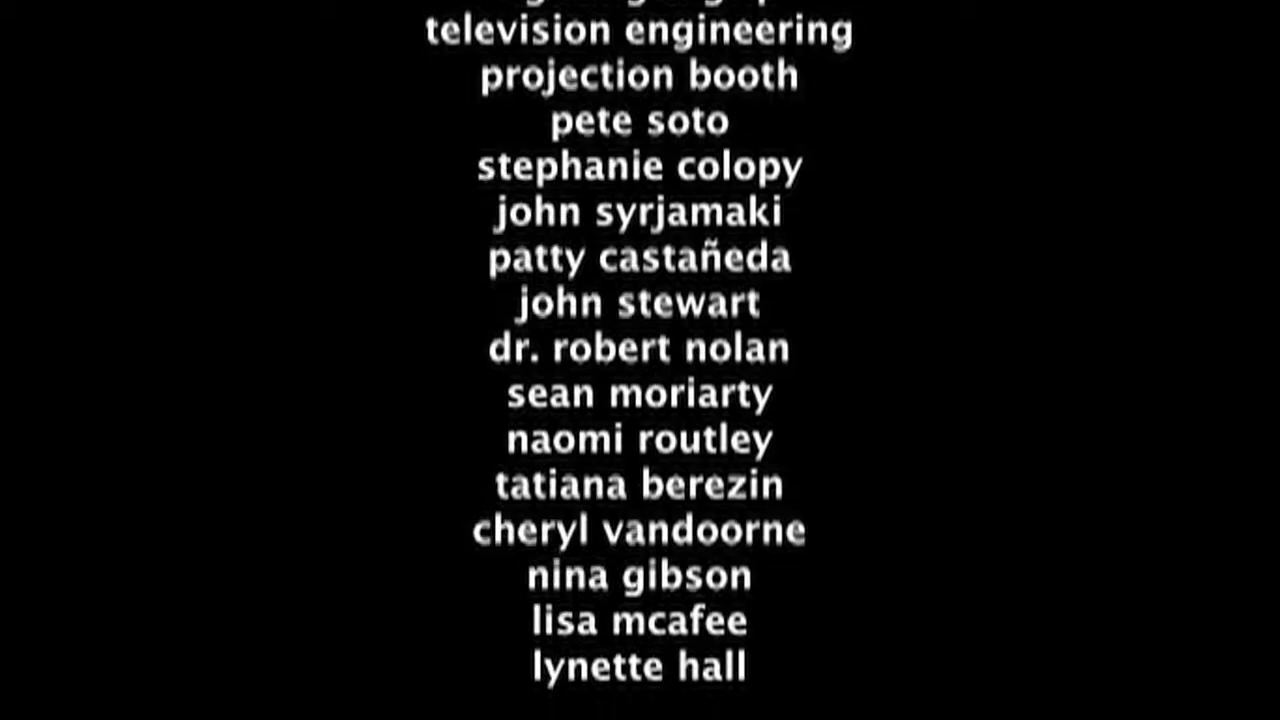 television engineering
projection booth
pete soto
stephanie colopy
john syrjamaki
patty castañeda
john stewart
dr. robert nolan
sean moriarty
naomi routley
tatiana berezin
cheryl vandoorne
nina gibson
lisa mcafee
lynette hall